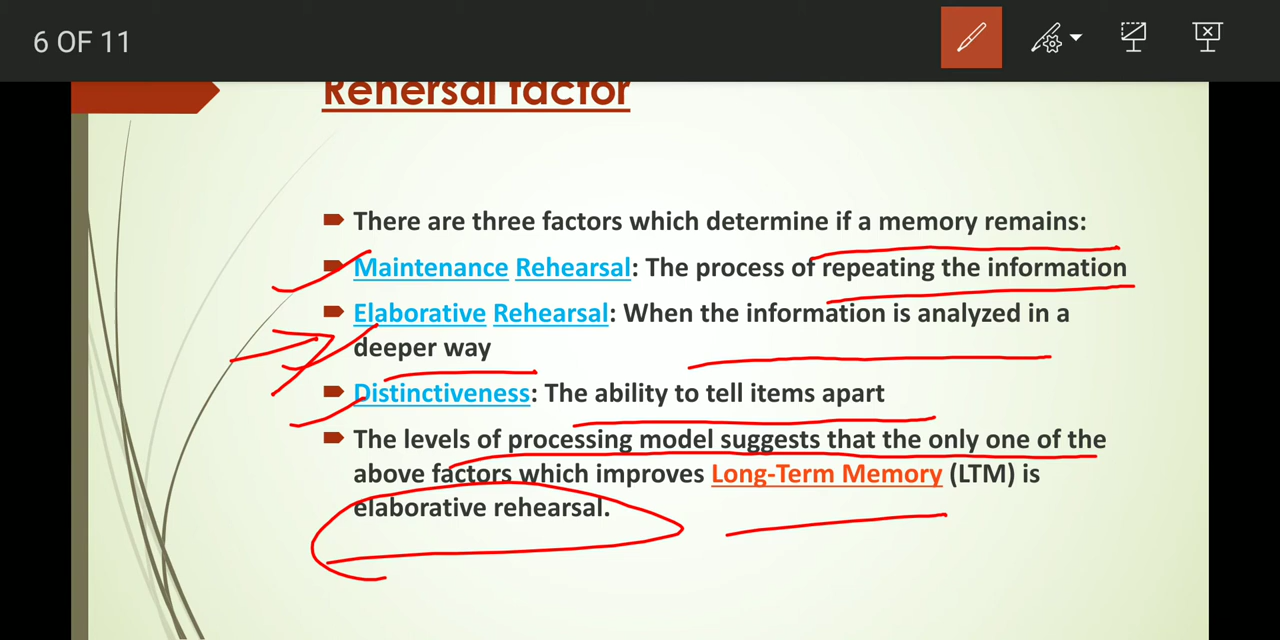 6 OF 11
Rehersal factor
There are three factors which determine if a memory remains:
Maintenance Rehearsal: The process of repeating the information
Elaborative Rehearsal: When the information is analyzed in a
deeper way
Distinctiveness: The ability to tell items apart
The levels of processing model suggests that the only one of the
above factors which improves Long-Term Memory (LTM) is
elaborative rehearsal.